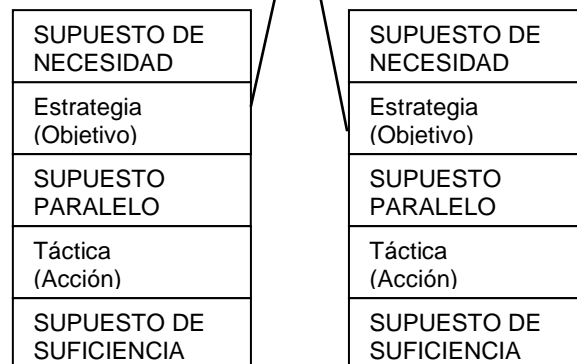 SUPUESTO DE
NECESIDAD
Estrategia
(Objetivo)
SUPUESTO
PARALELO
Táctica
(Acción)
SUPUESTO DE
SUFICIENCIA
SUPUESTO DE
NECESIDAD
Estrategia
(Objetivo)
SUPUESTO
PARALELO
Táctica
(Acción)
SUPUESTO DE
SUFICIENCIA